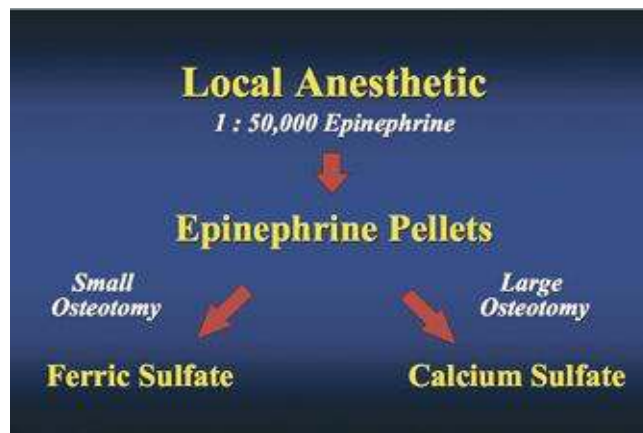 Local Anesthetic
1 : 50,000 Epinephrine
Epinephrine Pellets
Small
Osteotomy
Large
Osteotomy
Ferric Sulfate
Calcium Sulfate